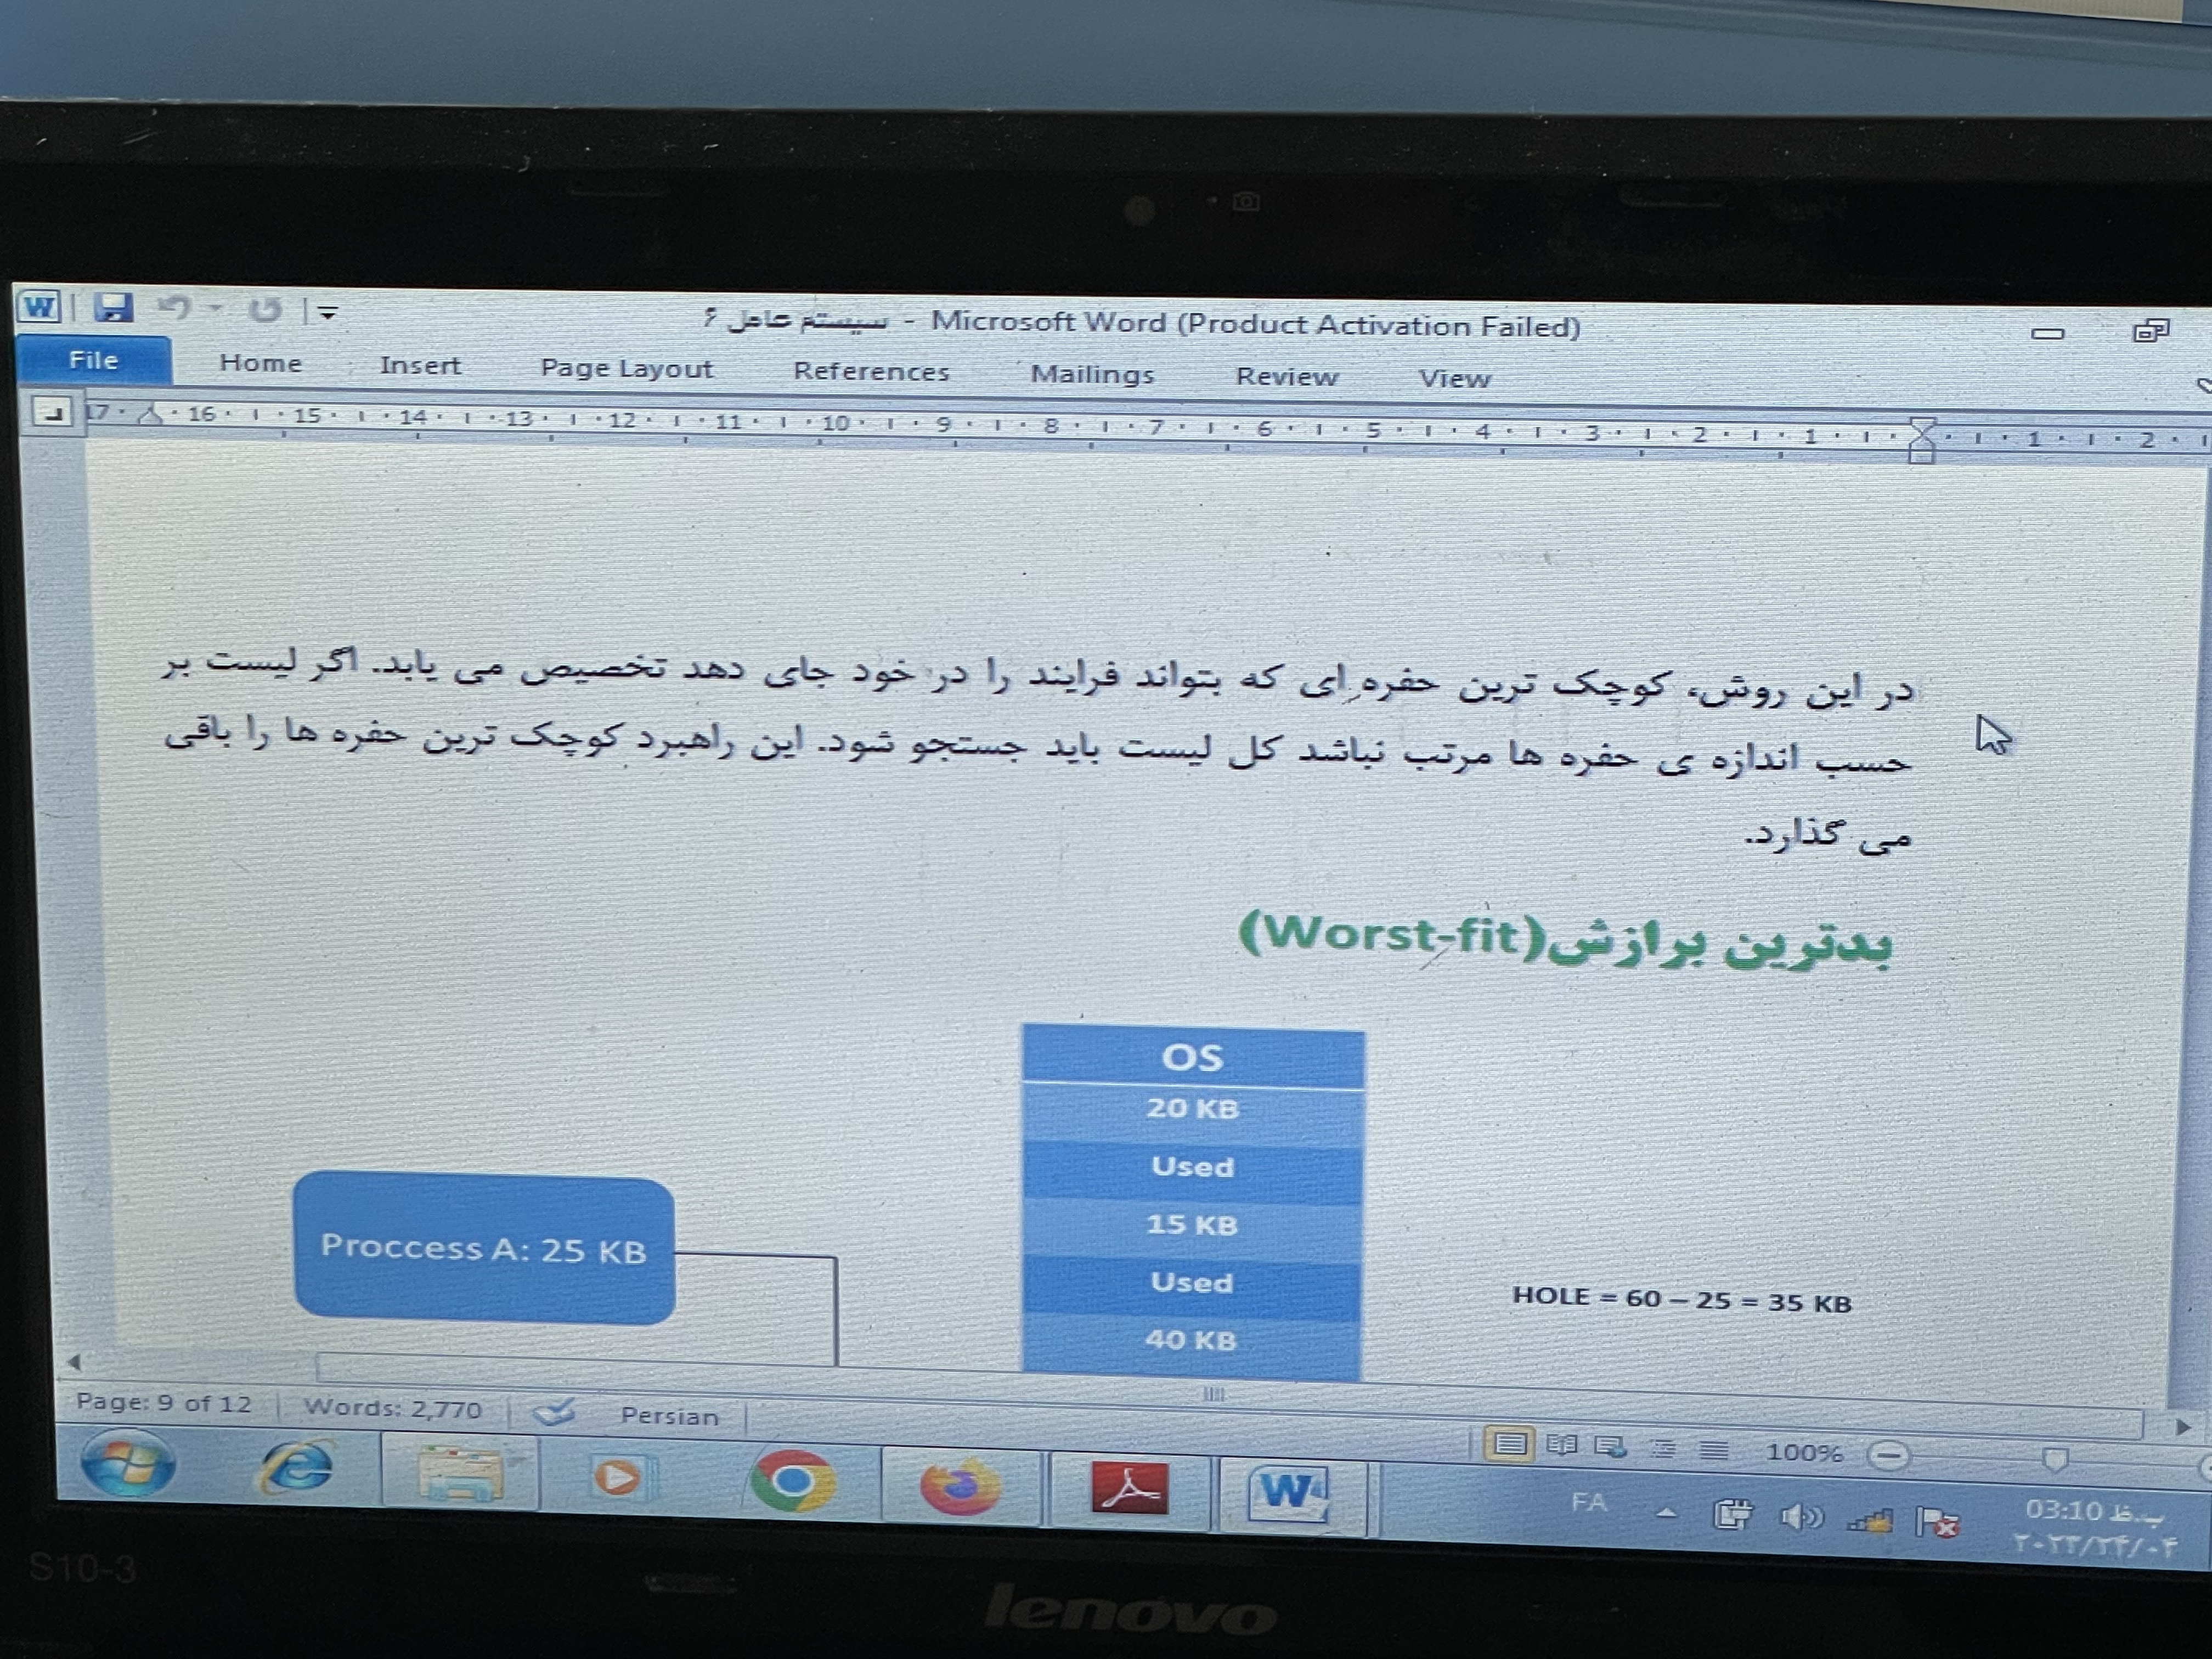 سیستم عامل ۶ - Microsoft Word (Product Activation Failed)
File Home Insert Page Layout References Mailings Review View
17 16 15 14 13 12 11 10 9 8 7 6 5 4 3 2 1 1 2
در این روش، کوچک ترین حفره ای که بتواند فرایند را در خود جای دهد تخصیص می یابد. اگر لیست بر
حسب اندازه ی حفره ها مرتب نباشد کل لیست باید جستجو شود. این راهبرد کوچک ترین حفره ها را باقی
می گذارد.
بدترین برازش(Worst-fit)
OS
20 KB
Used
15 KB
Proccess A: 25 KB
Used
HOLE = 60 – 25 = 35 KB
40 KB
Page: 9 of 12 Words: 2,770 Persian
100%
FA
03:10 ب.ظ
۲۰۲۳/۲۴/۰۴
S10-3
lenovo